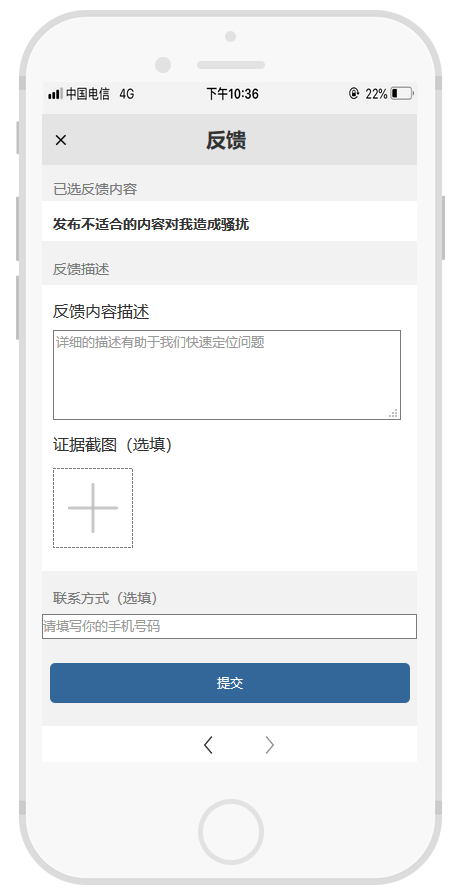 中国电信 4G 下午10:36 22%
× 反馈
已选反馈内容
发布不适合的内容对我造成骚扰
反馈描述
反馈内容描述
详细的描述有助于我们快速定位问题
证据截图（选填）
联系方式（选填）
请填写你的手机号码
提交